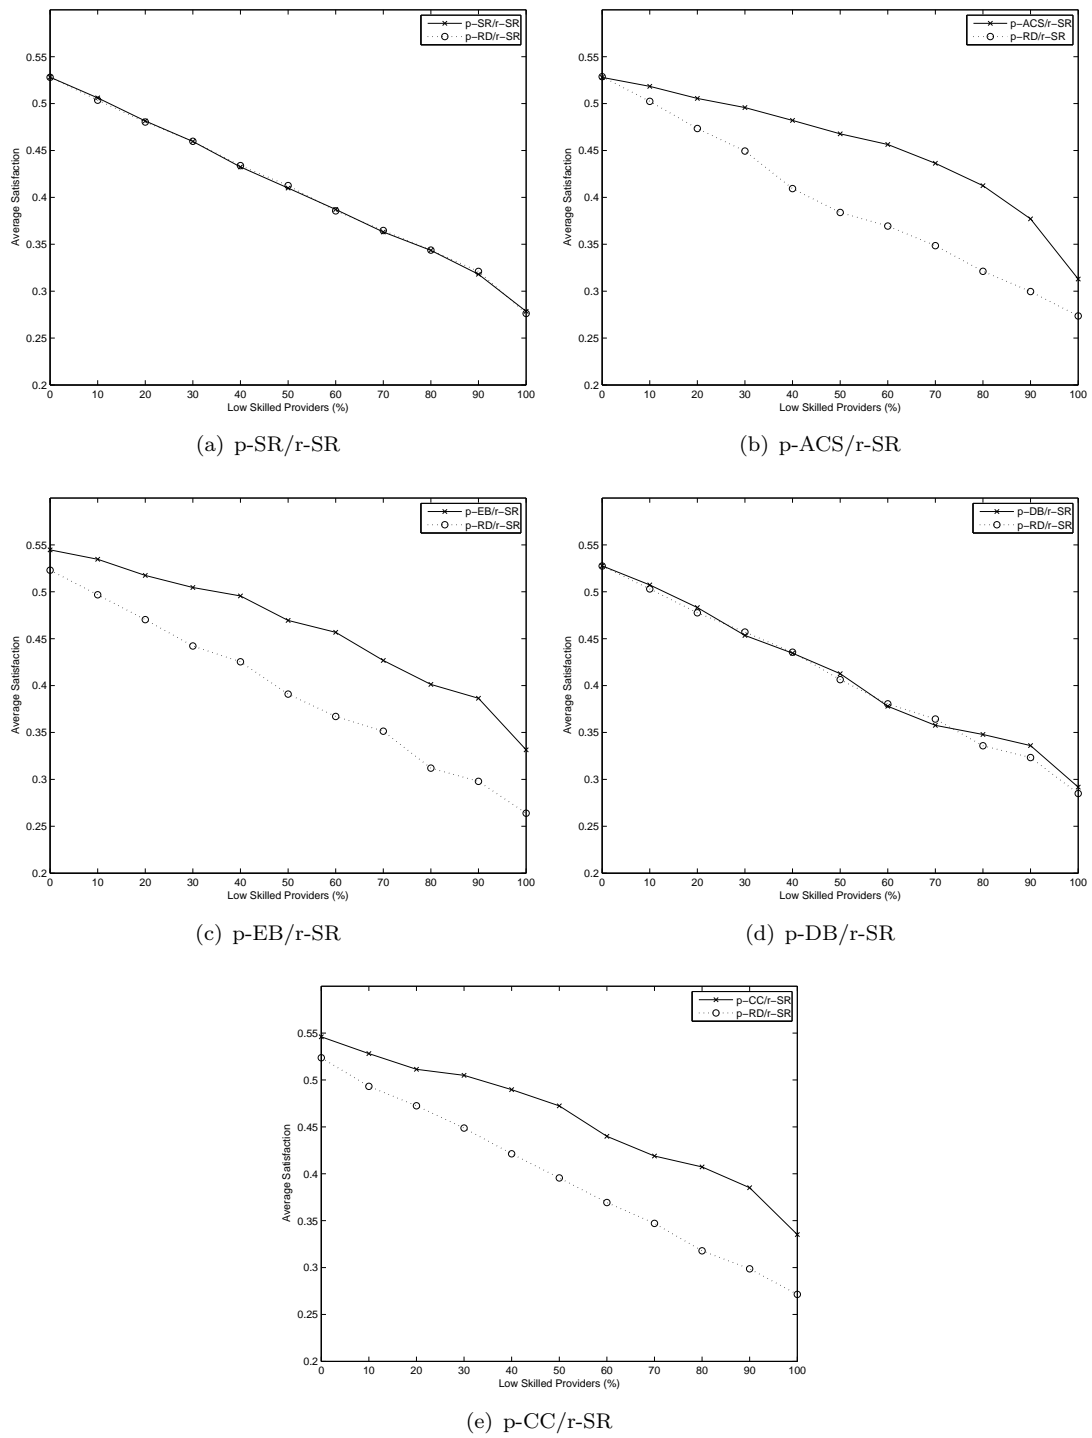 p−SR/r−SR
p−RD/r−SR
0.55
0.5
0.45
0.4
0.35
0.3
0.25
0.2
Average Satisfaction
0 10 20 30 40 50 60 70 80 90 100
Low Skilled Providers (%)
(a) p-SR/r-SR
p−ACS/r−SR
p−RD/r−SR
0.55
0.5
0.45
0.4
0.35
0.3
0.25
0.2
Average Satisfaction
0 10 20 30 40 50 60 70 80 90 100
Low Skilled Providers (%)
(b) p-ACS/r-SR
p−EB/r−SR
p−RD/r−SR
0.55
0.5
0.45
0.4
0.35
0.3
0.25
0.2
Average Satisfaction
0 10 20 30 40 50 60 70 80 90 100
Low Skilled Providers (%)
(c) p-EB/r-SR
p−DB/r−SR
p−RD/r−SR
0.55
0.5
0.45
0.4
0.35
0.3
0.25
0.2
Average Satisfaction
0 10 20 30 40 50 60 70 80 90 100
Low Skilled Providers (%)
(d) p-DB/r-SR
p−CC/r−SR
p−RD/r−SR
0.55
0.5
0.45
0.4
0.35
0.3
0.25
0.2
Average Satisfaction
0 10 20 30 40 50 60 70 80 90 100
Low Skilled Providers (%)
(e) p-CC/r-SR